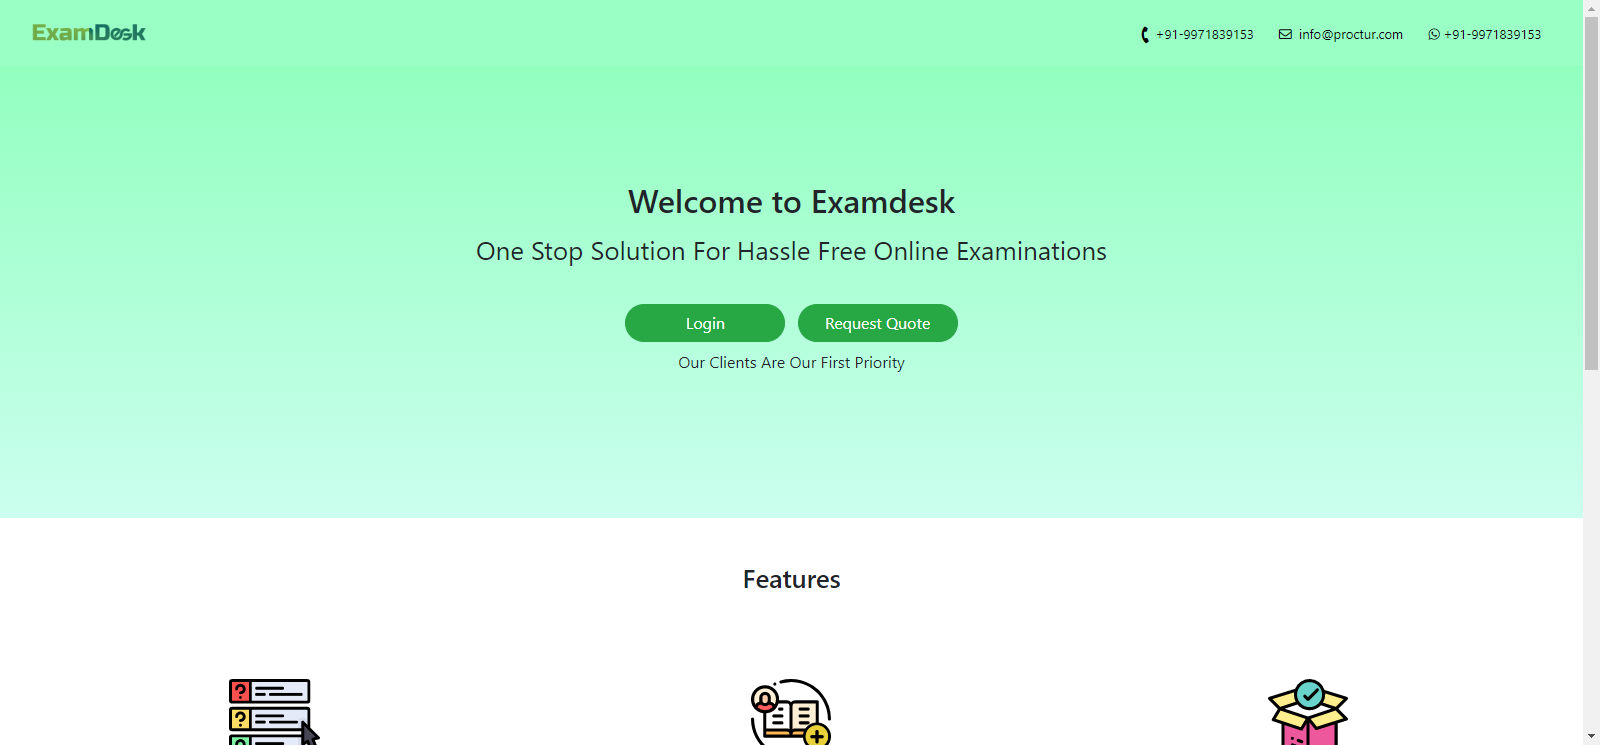 ExamDesk
+91-9971839153 info@proctur.com +91-9971839153
Welcome to Examdesk
One Stop Solution For Hassle Free Online Examinations
Login Request Quote
Our Clients Are Our First Priority
Features
?
?